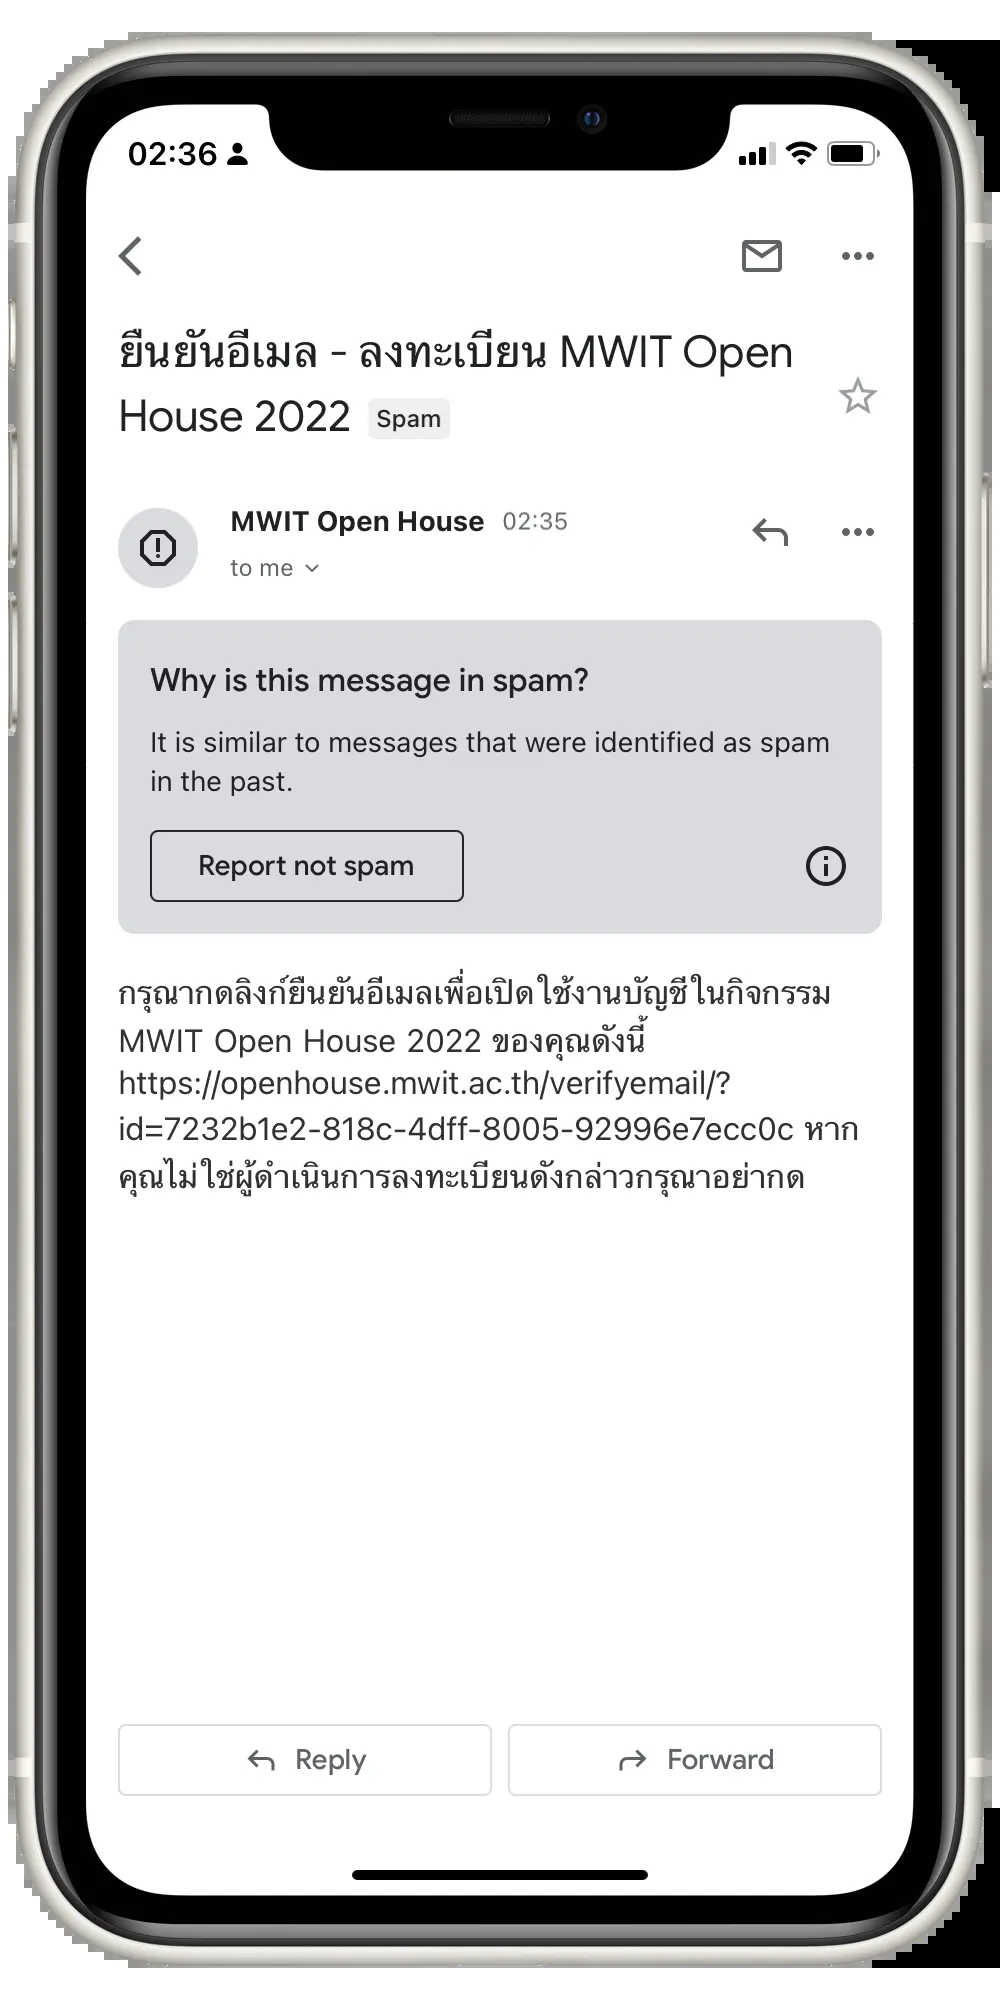 02:36
ยืนยันอีเมล - ลงทะเบียน MWIT Open
House 2022 Spam
MWIT Open House 02:35
to me
Why is this message in spam?
It is similar to messages that were identified as spam
in the past.
Report not spam
กรุณากดลิงก์ยืนยันอีเมลเพื่อเปิดใช้งานบัญชีในกิจกรรม
MWIT Open House 2022 ของคุณดังนี้
https://openhouse.mwit.ac.th/verifyemail/?
id=7232b1e2-818c-4dff-8005-92996e7ecc0c หาก
คุณไม่ใช่ผู้ดำเนินการลงทะเบียนดังกล่าวกรุณาอย่ากด
Reply Forward